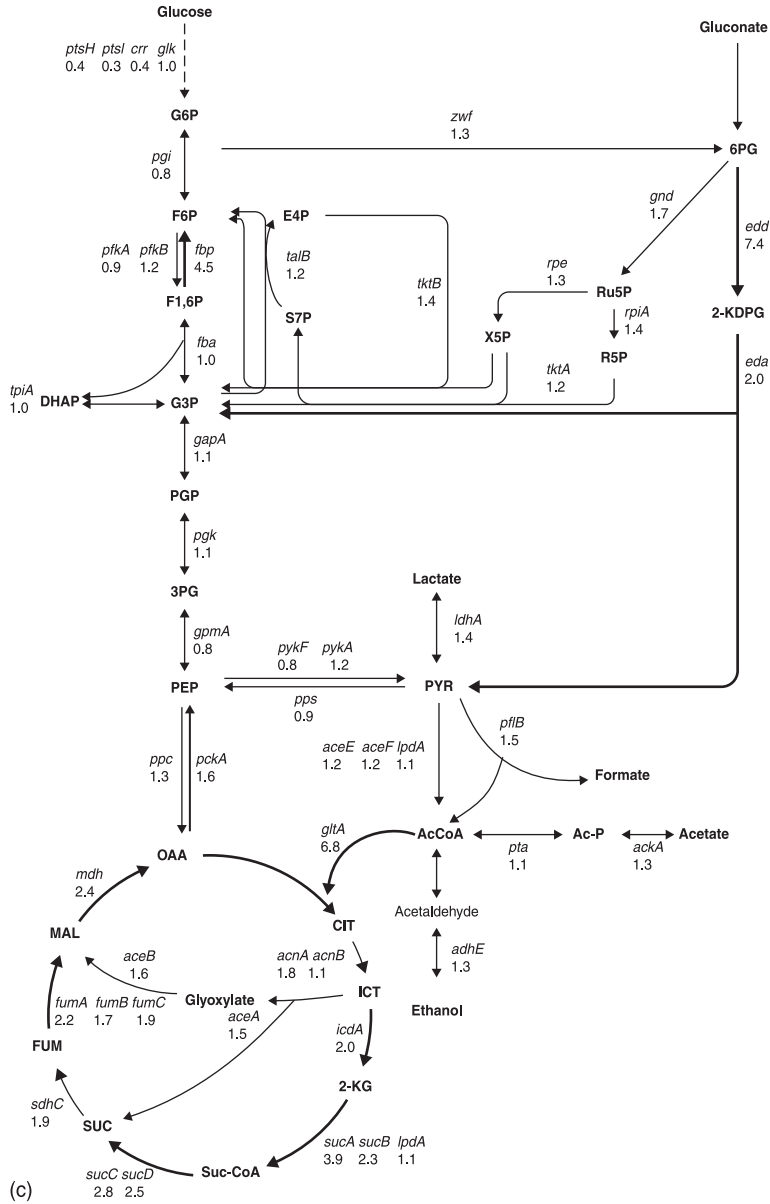 Glucose
Gluconate
ptsH ptsI crr glk
0.4 0.3 0.4 1.0
G6P
zwf
1.3
6PG
pgi
0.8
gnd
1.7
edd
7.4
F6P
E4P
pfkA pfkB fbp
0.9 1.2 4.5
talB
1.2
tktB
1.4
rpe
1.3
Ru5P
F1,6P
S7P
X5P
rpiA
1.4
2-KDPG
fba
1.0
R5P
tktA
1.2
eda
2.0
tpiA
1.0
DHAP
G3P
gapA
1.1
PGP
pgk
1.1
3PG
Lactate
gpmA
0.8
ldhA
1.4
pykF pykA
0.8 1.2
PEP
PYR
pps
0.9
ppc pckA
1.3 1.6
aceE aceF lpdA
1.2 1.2 1.1
pflB
1.5
Formate
gltA
6.8
AcCoA
Ac-P
Acetate
pta
1.1
ackA
1.3
OAA
mdh
2.4
Acetaldehyde
CIT
MAL
aceB
1.6
acnA acnB
1.8 1.1
adhE
1.3
ICT
Glyoxylate
Ethanol
fumA fumB fumC
2.2 1.7 1.9
aceA
1.5
icdA
2.0
FUM
2-KG
sdhC
1.9
SUC
sucA sucB lpdA
3.9 2.3 1.1
Suc-CoA
sucC sucD
2.8 2.5
(c)